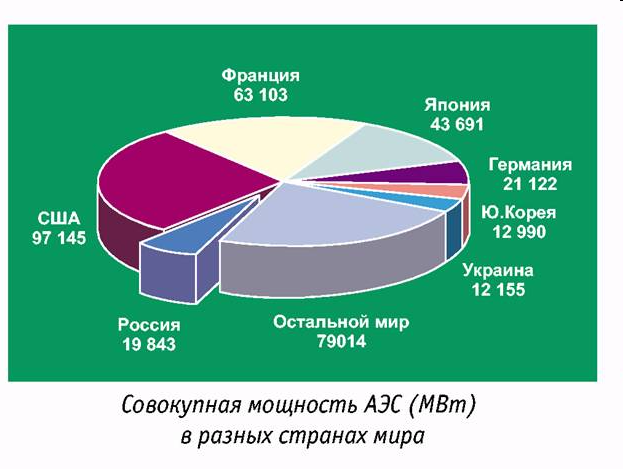 Франция
63 103
Япония
43 691
Германия
21 122
Ю.Корея
12 990
Украина
12 155
Остальной мир
79014
Россия
19 843
США
97 145
Совокупная мощность АЭС (МВт)
в разных странах мира